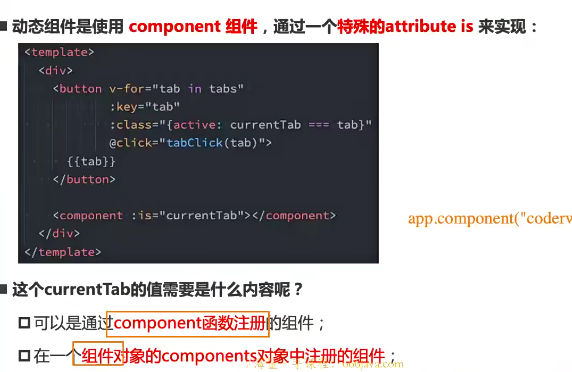 动态组件是使用 component 组件，通过一个特殊的attribute is 来实现：
<template>
<div>
<button v-for="tab in tabs"
:key="tab"
:class="{active: currentTab === tab}"
@click="tabClick(tab)">
{{tab}}
</button>
<component :is="currentTab"></component>
</div>
</template>
app.component("coderw
这个currentTab的值需要是什么内容呢？
可以是通过component函数注册的组件；
在一个组件对象的components对象中注册的组件；